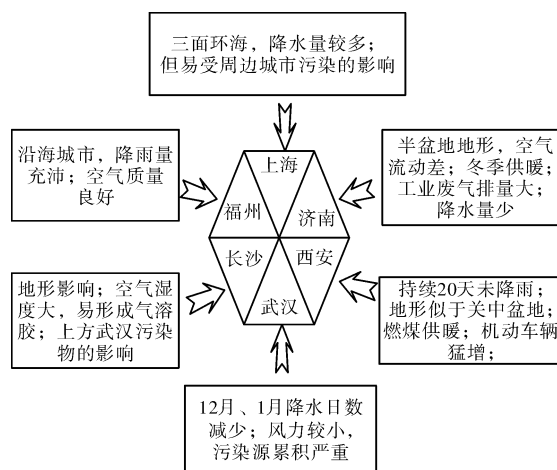 三面环海，降水量较多；
但易受周边城市污染的影响
沿海城市，降雨量
充沛；空气质量
良好
半盆地地形，空气
流动差；冬季供暖；
工业废气排量大；
降水量少
上海
福州
济南
长沙
西安
武汉
地形影响；空气湿
度大，易形成气溶
胶；上方武汉污染
物的影响
持续20天未降雨；
地形似于关中盆地；
燃煤供暖；机动车辆
猛增；
12月、1月降水日数
减少；风力较小，
污染源累积严重